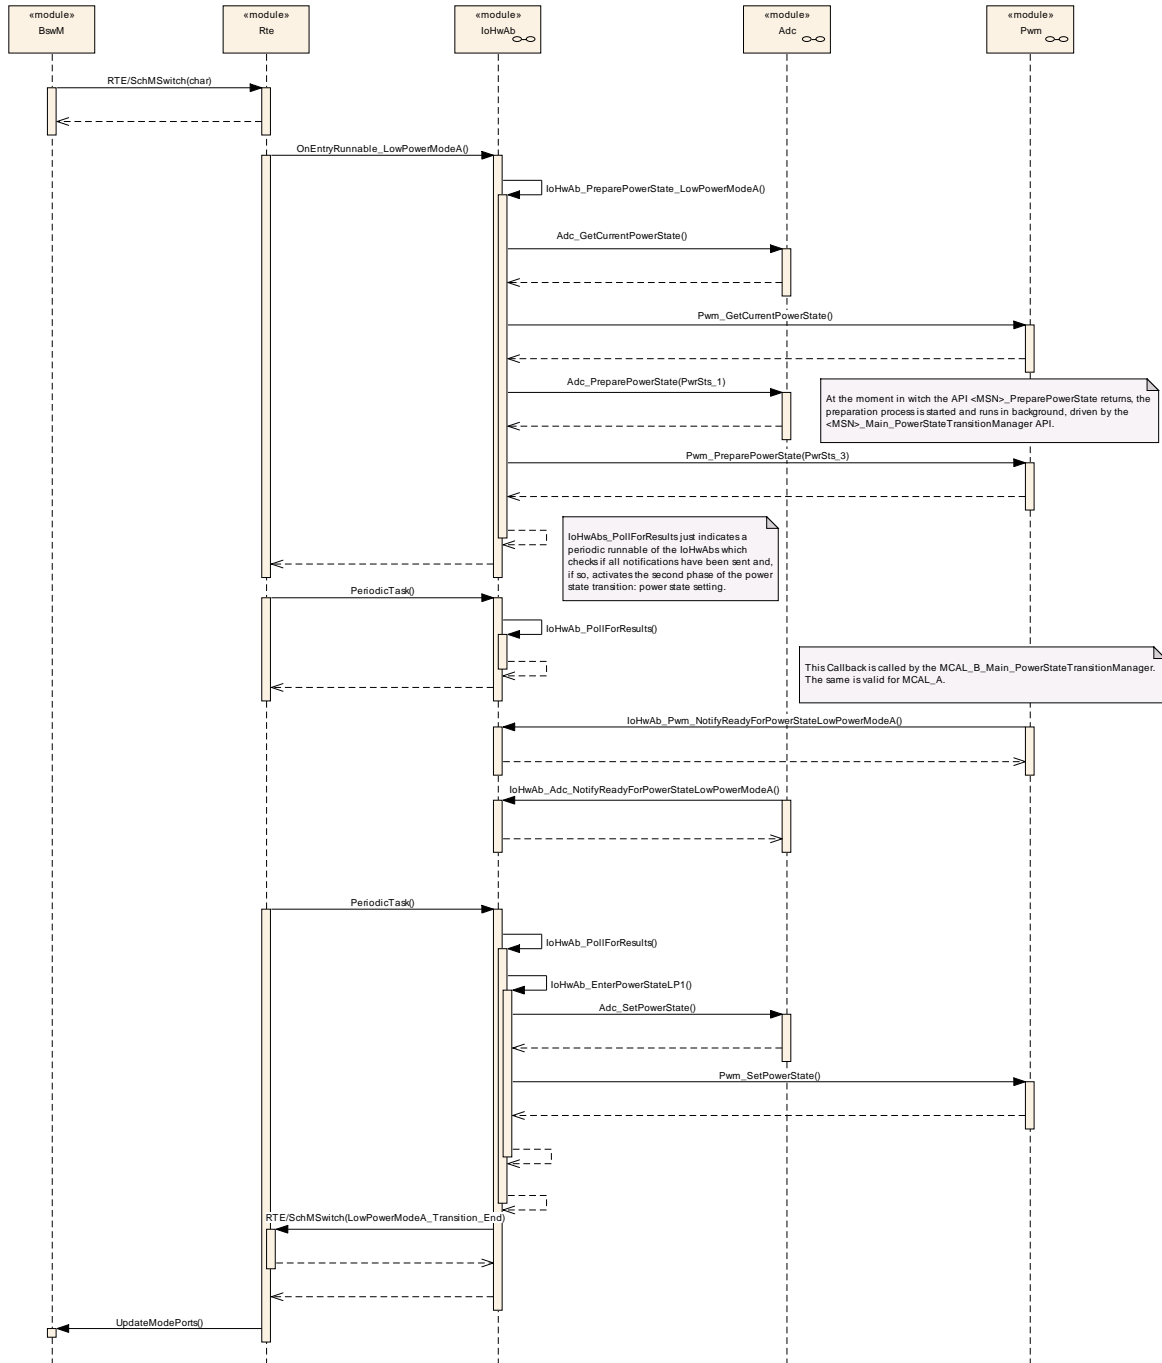 «module»
BswM
«module»
Rte
«module»
IoHwAb
«module»
Adc
«module»
Pwm
RTE/SchMSwitch(char)
OnEntryRunnable_LowPowerModeA()
IoHwAb_PreparePowerState_LowPowerModeA()
Adc_GetCurrentPowerState()
Pwm_GetCurrentPowerState()
Adc_PreparePowerState(PwrSts_1)
At the moment in witch the API <MSN>_PreparePowerState returns, the
preparation process is started and runs in background, driven by the
<MSN>_Main_PowerStateTransitionManager API.
Pwm_PreparePowerState(PwrSts_3)
IoHwAbs_PollForResults just indicates a
periodic runnable of the IoHwAbs which
checks if all notifications have been sent and,
if so, activates the second phase of the power
state transition: power state setting.
PeriodicTask()
IoHwAb_PollForResults()
This Callback is called by the MCAL_B_Main_PowerStateTransitionManager.
The same is valid for MCAL_A.
IoHwAb_Pwm_NotifyReadyForPowerStateLowPowerModeA()
IoHwAb_Adc_NotifyReadyForPowerStateLowPowerModeA()
PeriodicTask()
IoHwAb_PollForResults()
IoHwAb_EnterPowerStateLP1()
Adc_SetPowerState()
Pwm_SetPowerState()
RTE/SchMSwitch(LowPowerModeA_Transition_End)
UpdateModePorts()